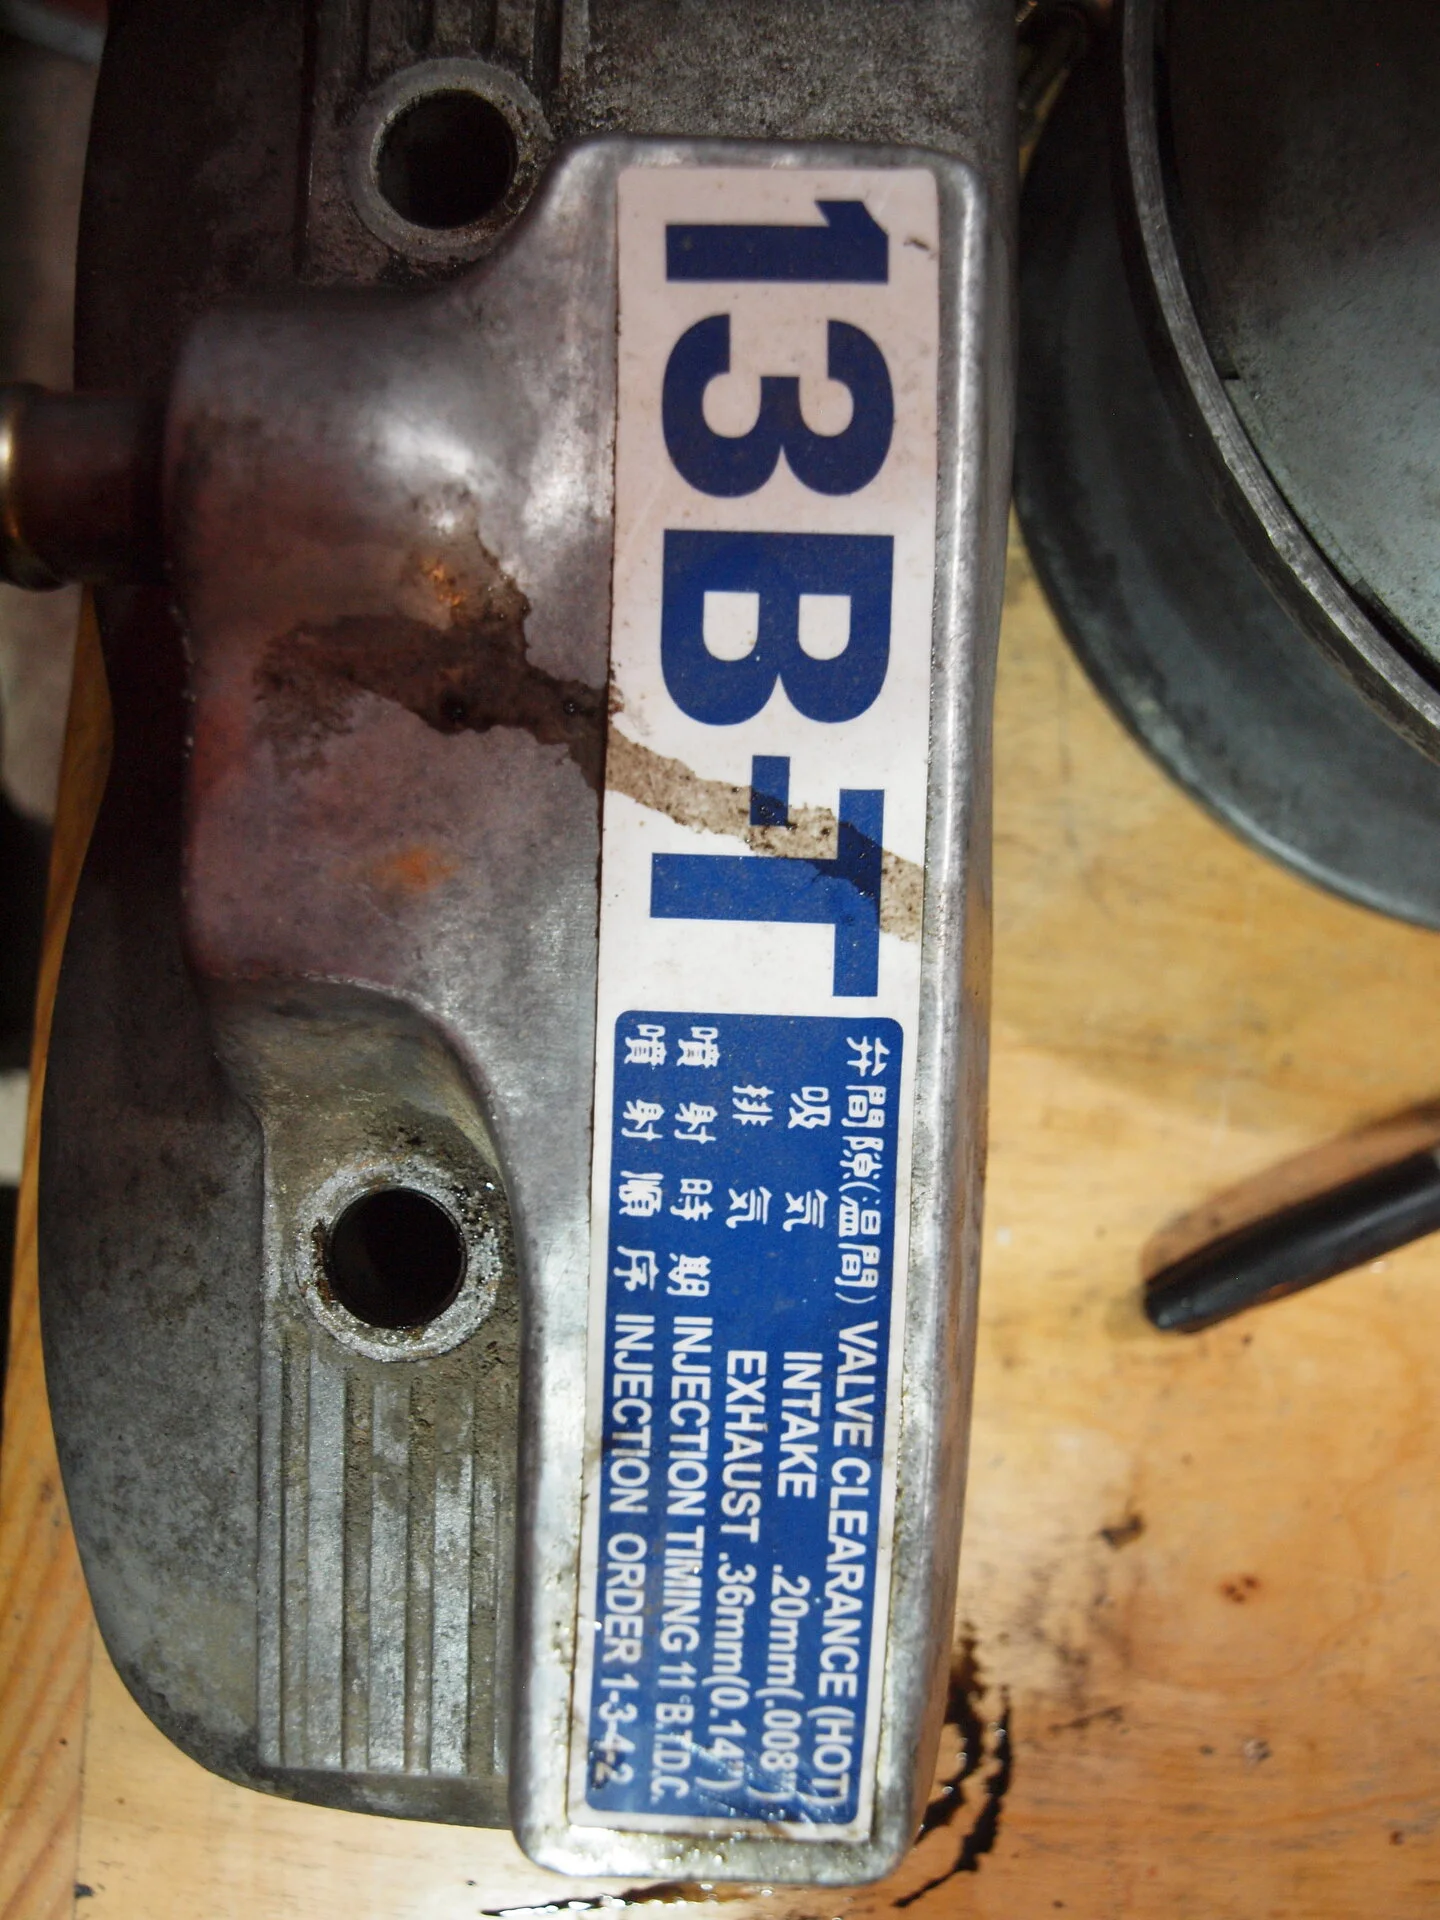 13B-T
弁間隙(温間) VALVE CLEARANCE (HOT)
吸気 INTAKE .20mm(.008")
排気 EXHAUST .36mm(0.14")
噴射時期 INJECTION TIMING 11°B.T.D.C.
噴射順序 INJECTION ORDER 1-3-4-2